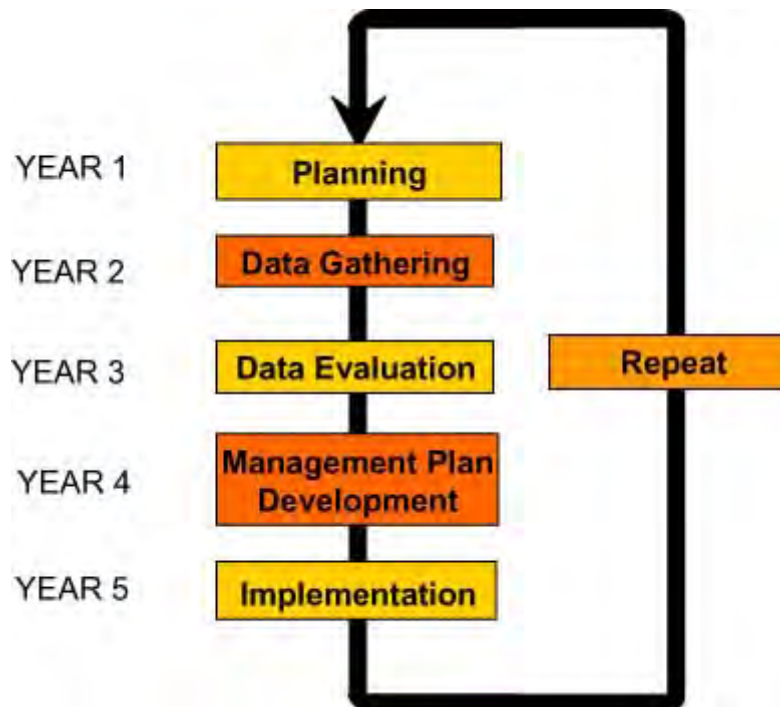 YEAR 1
Planning
YEAR 2
Data Gathering
YEAR 3
Data Evaluation
Repeat
YEAR 4
Management Plan
Development
YEAR 5
Implementation